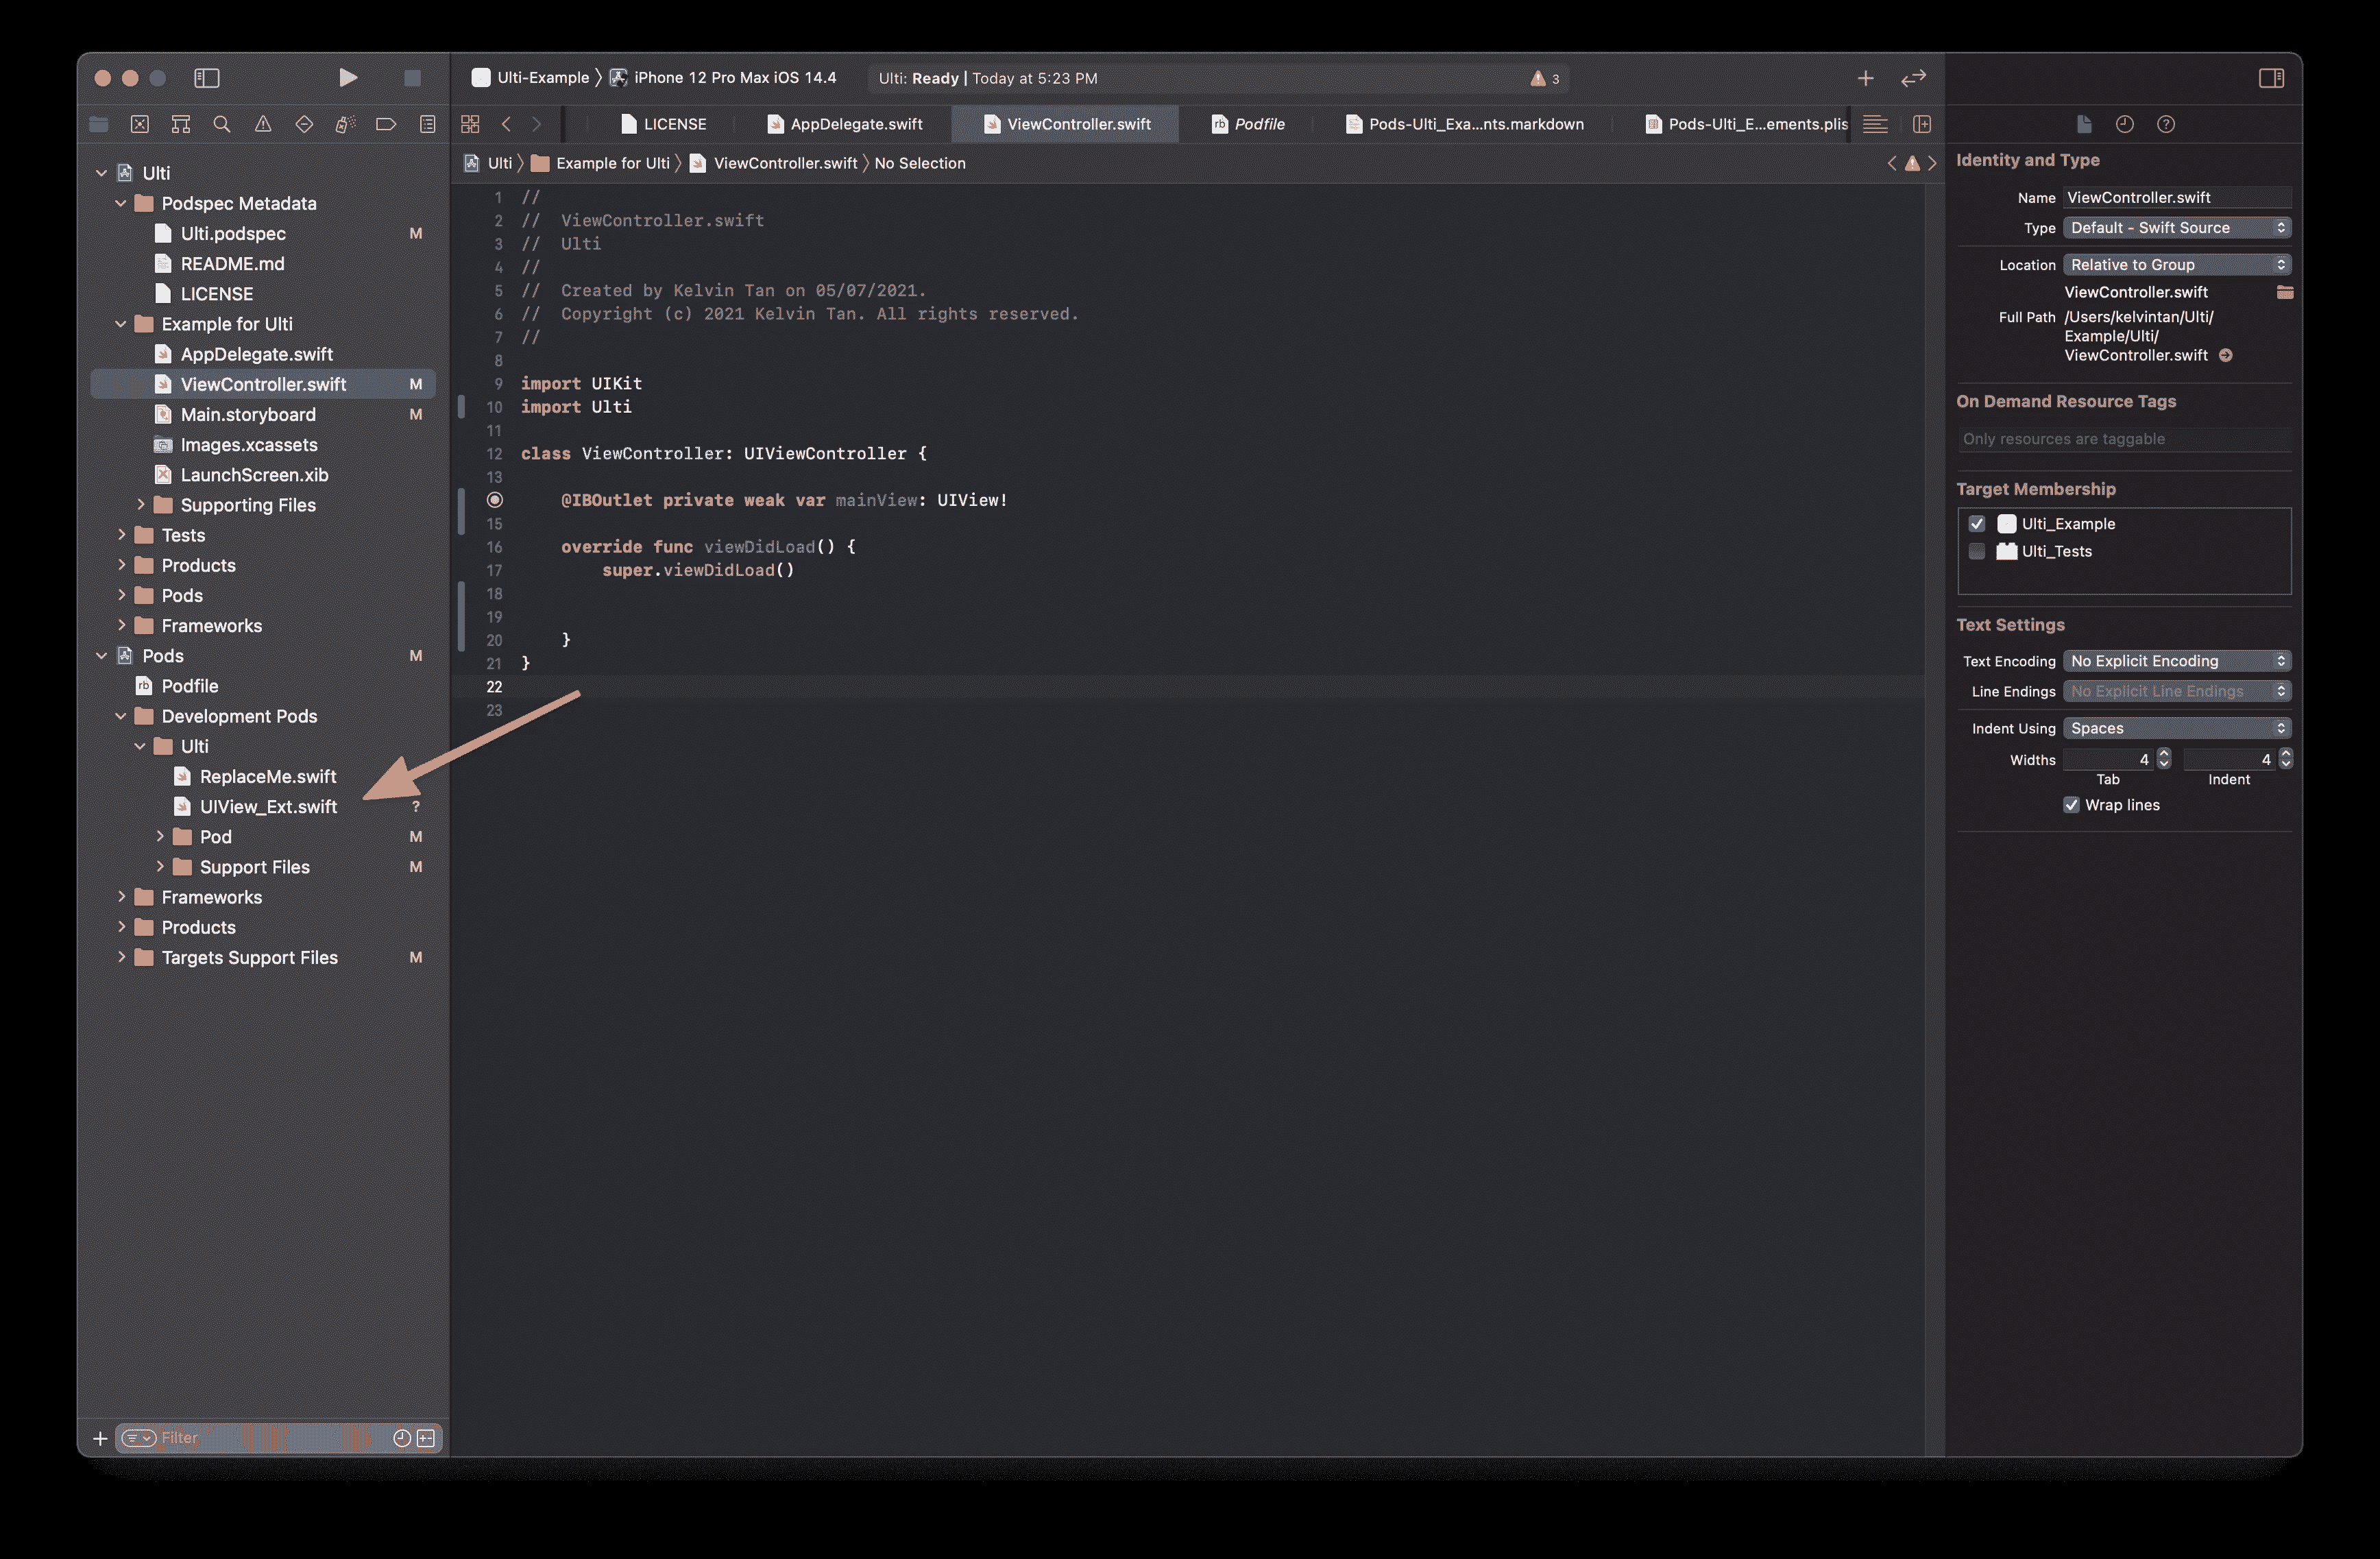 Ulti-Example 〉 iPhone 12 Pro Max iOS 14.4
Ulti: Ready | Today at 5:23 PM
3
LICENSE
AppDelegate.swift
ViewController.swift
Podfile
Pods-Ulti_Exa...nts.markdown
Pods-Ulti_E...ements.plis
Ulti 〉 Example for Ulti 〉 ViewController.swift 〉 No Selection
Ulti
Podspec Metadata
Ulti.podspec M
README.md
LICENSE
Example for Ulti
AppDelegate.swift
ViewController.swift M
Main.storyboard M
Images.xcassets
LaunchScreen.xib
Supporting Files
Tests
Products
Pods
Frameworks
Pods M
Podfile
Development Pods
Ulti
ReplaceMe.swift
UIView_Ext.swift ?
Pod M
Support Files M
Frameworks
Products
Targets Support Files M
Filter
1 //
2 //  ViewController.swift
3 //  Ulti
4 //
5 //  Created by Kelvin Tan on 05/07/2021.
6 //  Copyright (c) 2021 Kelvin Tan. All rights reserved.
7 //
8
9 import UIKit
10 import Ulti
11
12 class ViewController: UIViewController {
13
@IBOutlet private weak var mainView: UIView!
15
16 override func viewDidLoad() {
17 super.viewDidLoad()
18
19
20 }
21 }
22
23
Identity and Type
Name ViewController.swift
Type Default - Swift Source
Location Relative to Group
ViewController.swift
Full Path /Users/kelvintan/Ulti/
Example/Ulti/
ViewController.swift
On Demand Resource Tags
Only resources are taggable
Target Membership
Ulti_Example
Ulti_Tests
Text Settings
Text Encoding No Explicit Encoding
Line Endings No Explicit Line Endings
Indent Using Spaces
Widths 4 4
Tab Indent
Wrap lines